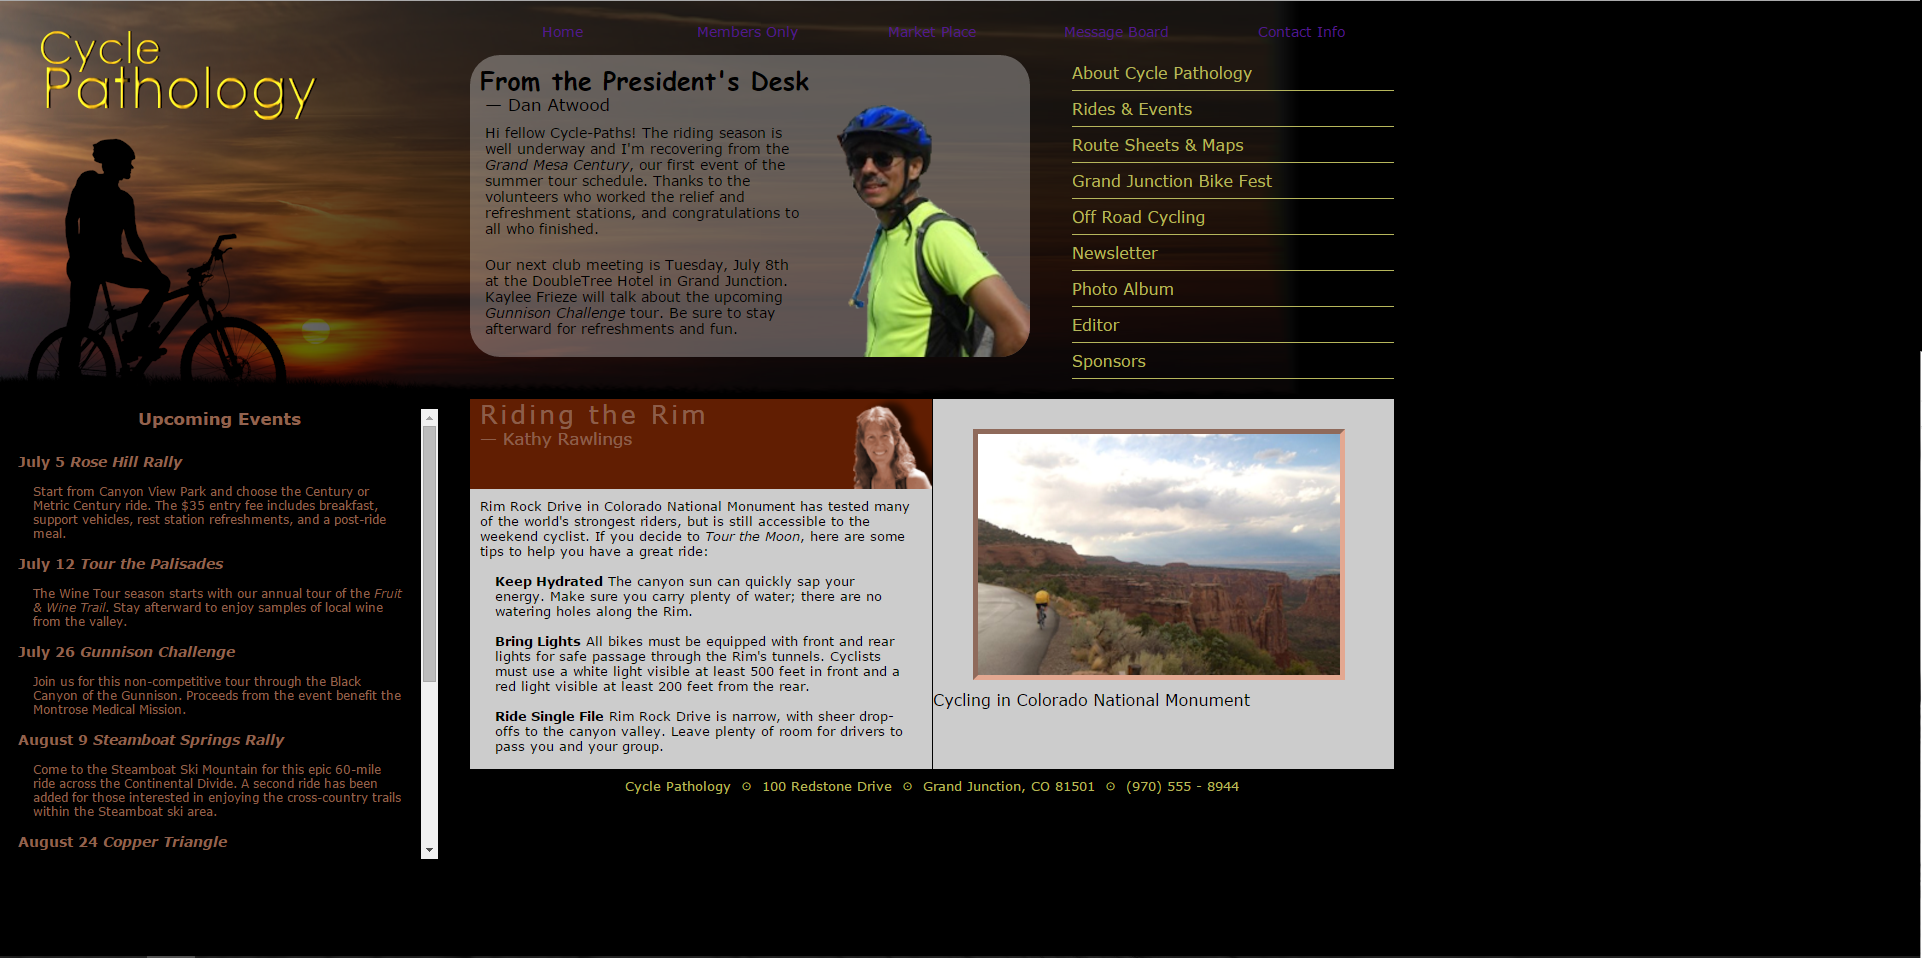 Cycle
Pathology
Home
Members Only
Market Place
Message Board
Contact Info
From the President's Desk
— Dan Atwood
Hi fellow Cycle-Paths! The riding season is
well underway and I'm recovering from the
Grand Mesa Century, our first event of the
summer tour schedule. Thanks to the
volunteers who worked the relief and
refreshment stations, and congratulations to
all who finished.
Our next club meeting is Tuesday, July 8th
at the DoubleTree Hotel in Grand Junction.
Kaylee Frieze will talk about the upcoming
Gunnison Challenge tour. Be sure to stay
afterward for refreshments and fun.
About Cycle Pathology
Rides & Events
Route Sheets & Maps
Grand Junction Bike Fest
Off Road Cycling
Newsletter
Photo Album
Editor
Sponsors
Upcoming Events
July 5 Rose Hill Rally
Start from Canyon View Park and choose the Century or
Metric Century ride. The $35 entry fee includes breakfast,
support vehicles, rest station refreshments, and a post-ride
meal.
July 12 Tour the Palisades
The Wine Tour season starts with our annual tour of the Fruit
& Wine Trail. Stay afterward to enjoy samples of local wine
from the valley.
July 26 Gunnison Challenge
Join us for this non-competitive tour through the Black
Canyon of the Gunnison. Proceeds from the event benefit the
Montrose Medical Mission.
August 9 Steamboat Springs Rally
Come to the Steamboat Ski Mountain for this epic 60-mile
ride across the Continental Divide. A second ride has been
added for those interested in enjoying the cross-country trails
within the Steamboat ski area.
August 24 Copper Triangle
Riding the Rim
— Kathy Rawlings
Rim Rock Drive in Colorado National Monument has tested many
of the world's strongest riders, but is still accessible to the
weekend cyclist. If you decide to Tour the Moon, here are some
tips to help you have a great ride:
Keep Hydrated The canyon sun can quickly sap your
energy. Make sure you carry plenty of water; there are no
watering holes along the Rim.
Bring Lights All bikes must be equipped with front and rear
lights for safe passage through the Rim's tunnels. Cyclists
must use a white light visible at least 500 feet in front and a
red light visible at least 200 feet from the rear.
Ride Single File Rim Rock Drive is narrow, with sheer drop-
offs to the canyon valley. Leave plenty of room for drivers to
pass you and your group.
Cycling in Colorado National Monument
Cycle Pathology ⊙ 100 Redstone Drive ⊙ Grand Junction, CO 81501 ⊙ (970) 555 - 8944